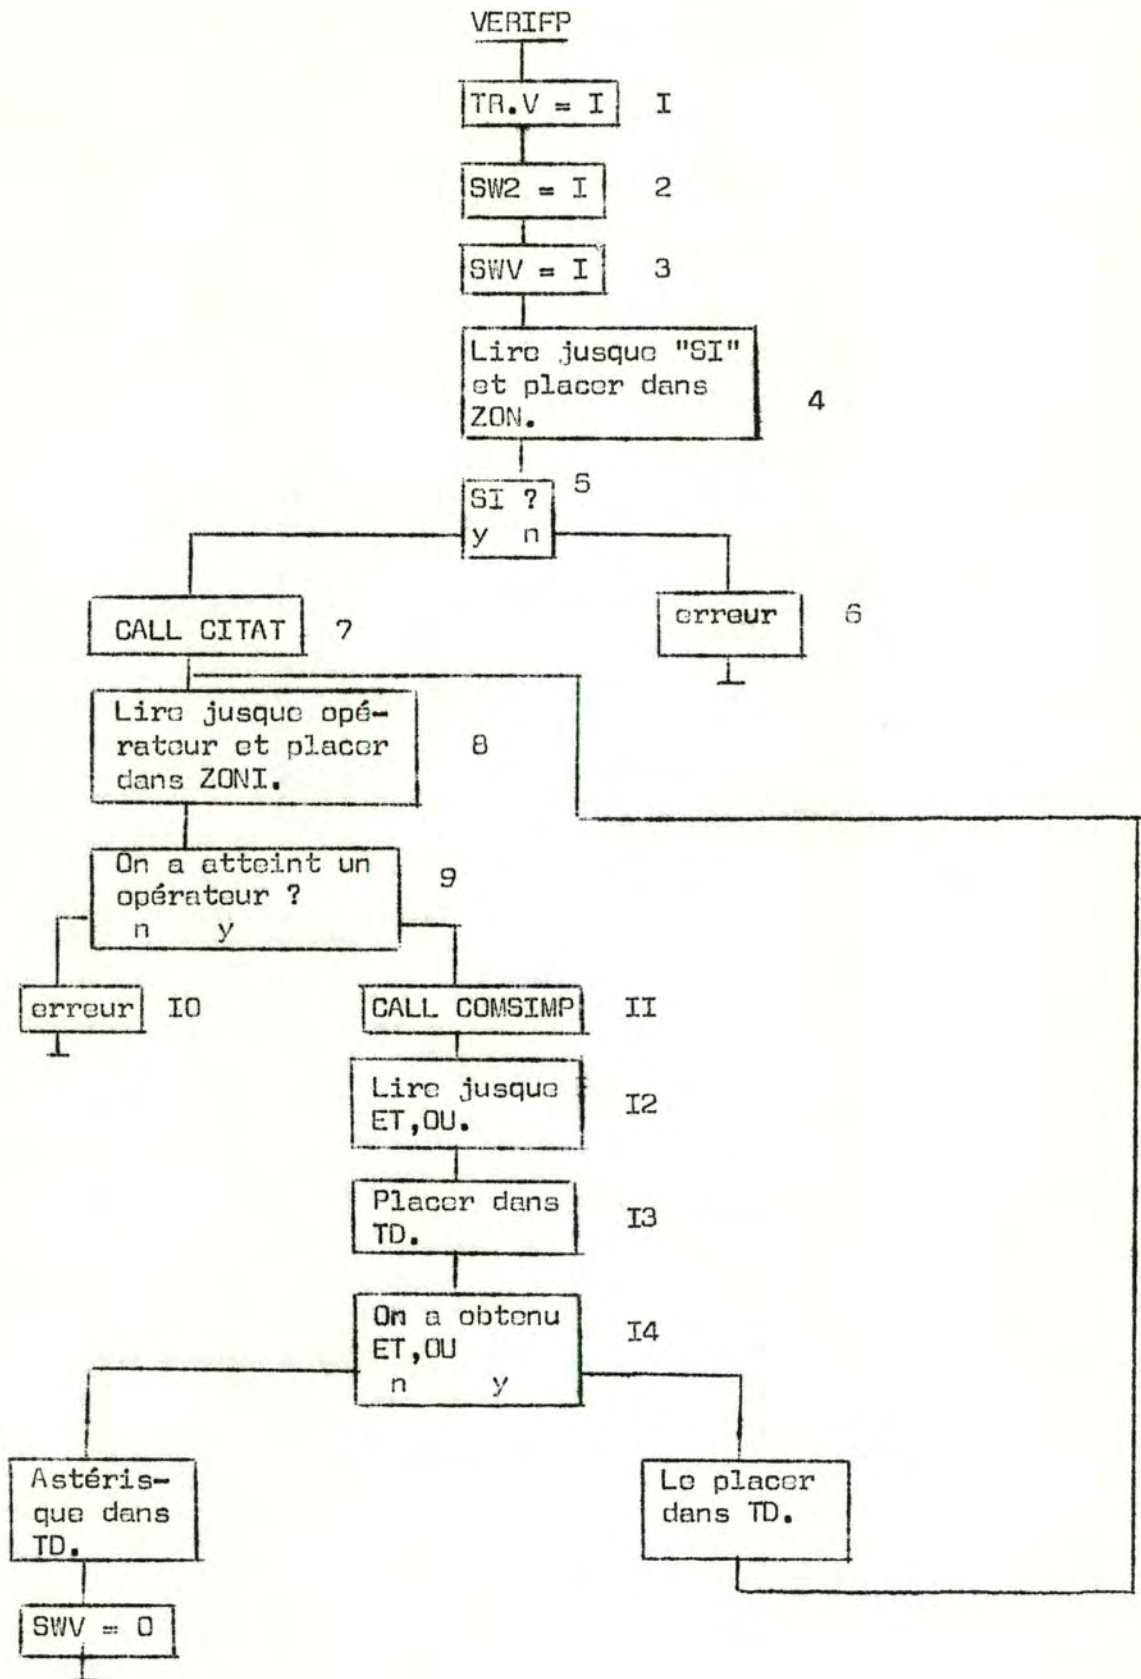 VERIFP
TR.V = I I
SW2 = I 2
SWV = I 3
Lire jusque "SI"
et placer dans
ZON.
4
SI ? 5
y n
CALL CITAT 7
erreur 6
Lire jusque opé-
rateur et placer
dans ZONI.
8
On a atteint un
opérateur ?
n y
9
erreur I0
CALL COMSIMP II
Lire jusque
ET,OU.
I2
Placer dans
TD.
I3
On a obtenu
ET,OU
n y
I4
Astéris-
que dans
TD.
Le placer
dans TD.
SWV = 0